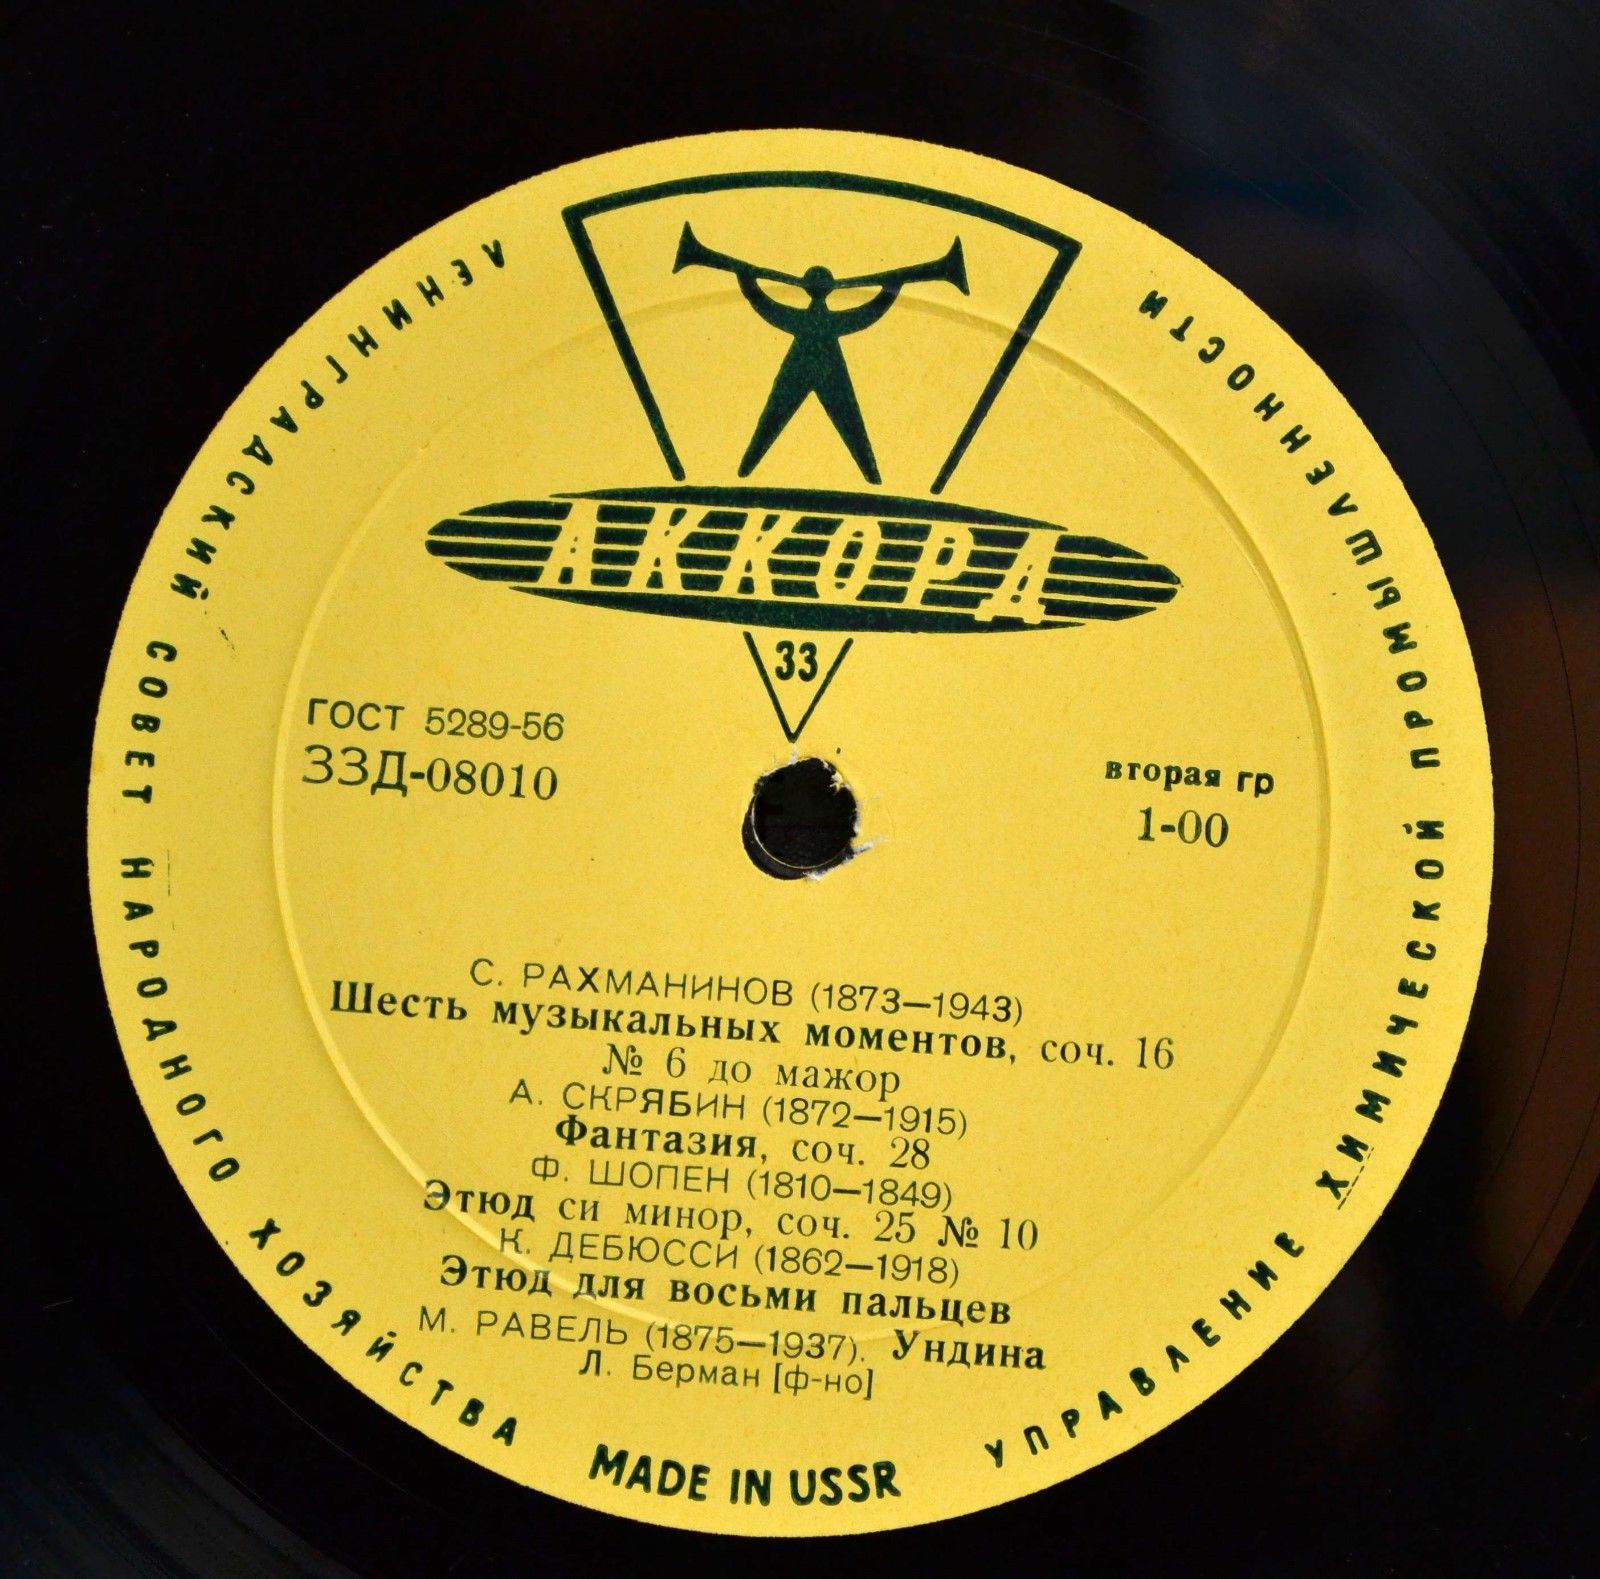 ЛЕНИНГРАДСКИЙ СОВЕТ НАРОДНОГО ХОЗЯЙСТВА
УПРАВЛЕНИЕ ХИМИЧЕСКОЙ ПРОМЫШЛЕННОСТИ
АККОРД
33
ГОСТ 5289-56
33Д-08010
вторая гр
1-00
С. РАХМАНИНОВ (1873—1943)
Шесть музыкальных моментов, соч. 16
№ 6 до мажор
А. СКРЯБИН (1872—1915)
Фантазия, соч. 28
Ф. ШОПЕН (1810—1849)
Этюд си минор, соч. 25 № 10
К. ДЕБЮССИ (1862—1918)
Этюд для восьми пальцев
М. РАВЕЛЬ (1875—1937). Ундина
Л. Берман [ф-но]
MADE IN USSR